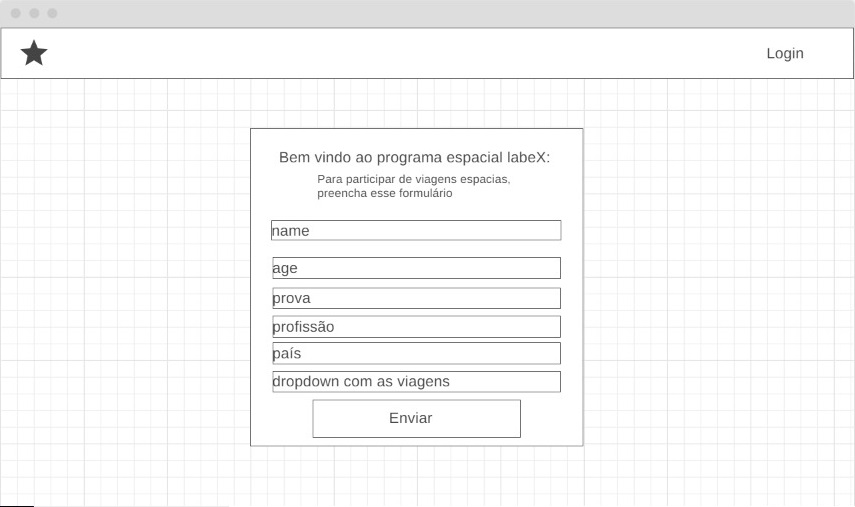 Login
Bem vindo ao programa espacial labeX:
Para participar de viagens espacias,
preencha esse formulário
name
age
prova
profissão
país
dropdown com as viagens
Enviar